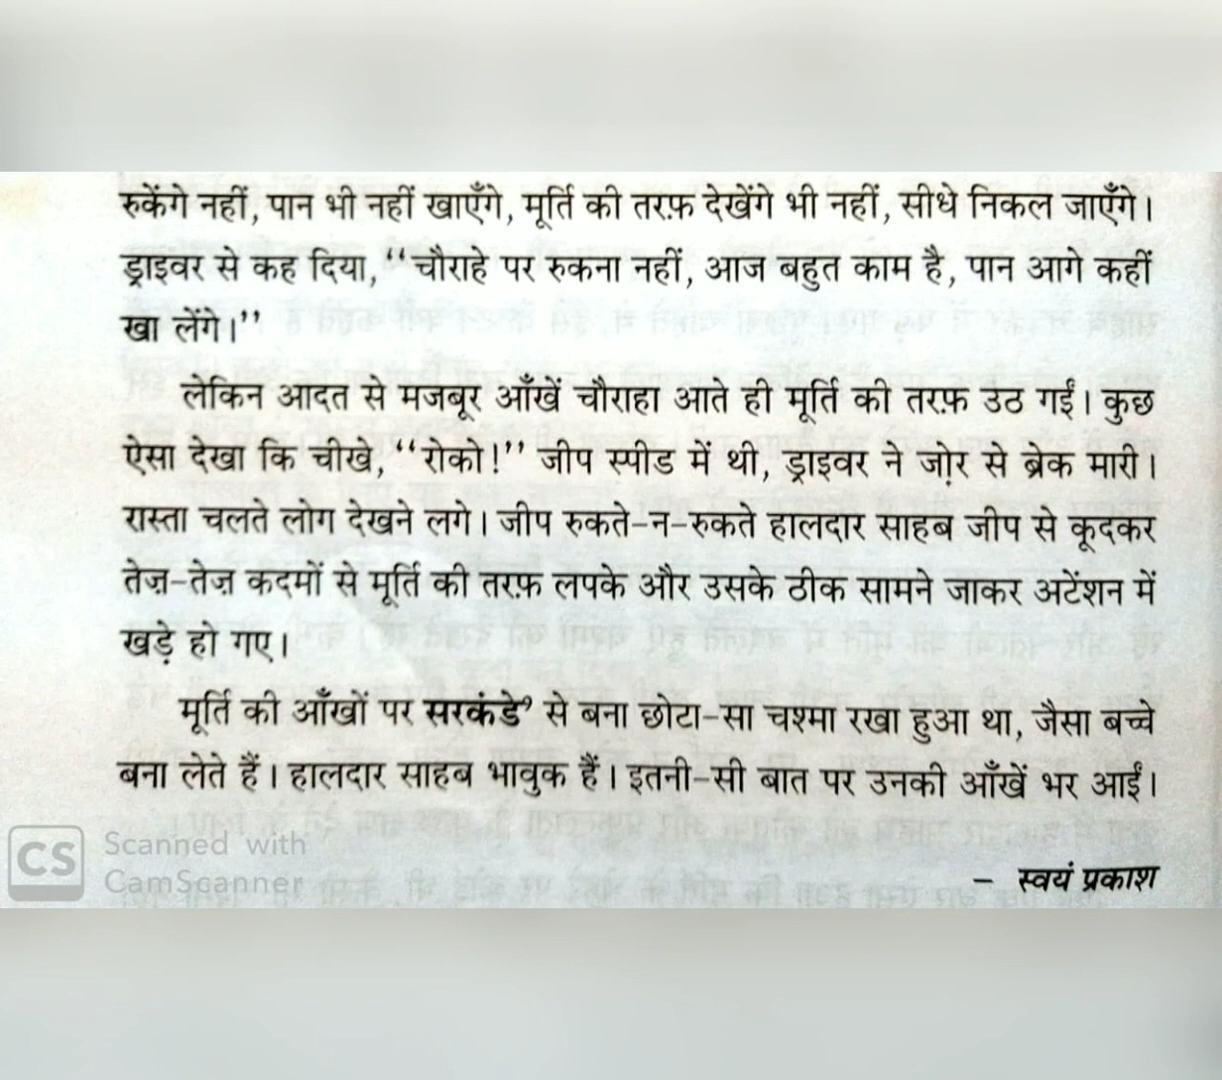 रुकेंगे नहीं, पान भी नहीं खाएँगे, मूर्ति की तरफ़ देखेंगे भी नहीं, सीधे निकल जाएँगे।
ड्राइवर से कह दिया, “चौराहे पर रुकना नहीं, आज बहुत काम है, पान आगे कहीं
खा लेंगे।”
लेकिन आदत से मजबूर आँखें चौराहा आते ही मूर्ति की तरफ़ उठ गईं। कुछ
ऐसा देखा कि चीखे, “रोको!” जीप स्पीड में थी, ड्राइवर ने ज़ोर से ब्रेक मारी।
रास्ता चलते लोग देखने लगे। जीप रुकते-न-रुकते हालदार साहब जीप से कूदकर
तेज़-तेज़ कदमों से मूर्ति की तरफ़ लपके और उसके ठीक सामने जाकर अटेंशन में
खड़े हो गए।
मूर्ति की आँखों पर सरकंडे⁹ से बना छोटा-सा चश्मा रखा हुआ था, जैसा बच्चे
बना लेते हैं। हालदार साहब भावुक हैं। इतनी-सी बात पर उनकी आँखें भर आईं।
– स्वयं प्रकाश
CS
Scanned with
CamScanner